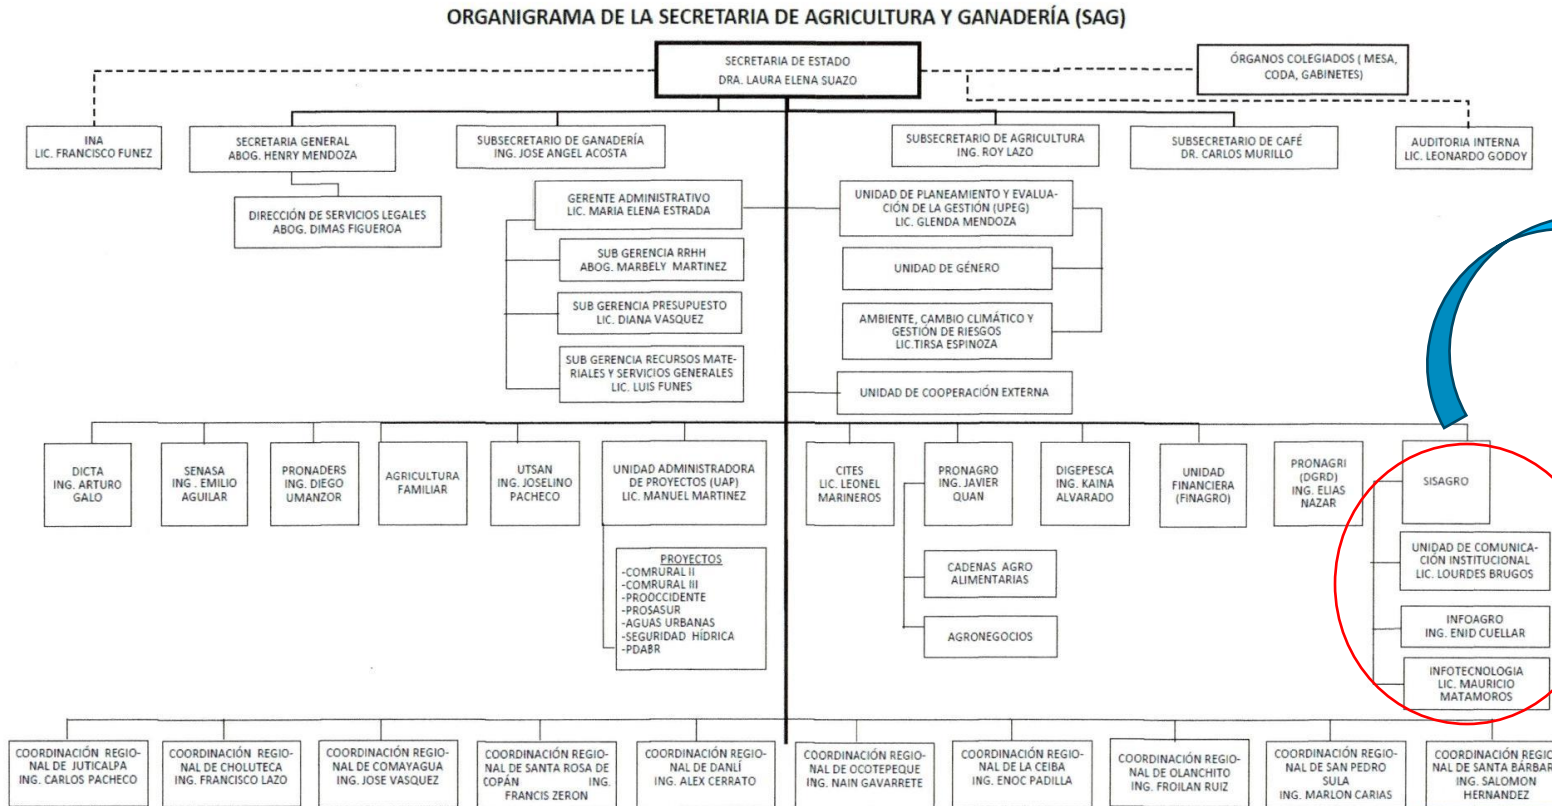 ORGANIGRAMA DE LA SECRETARIA DE AGRICULTURA Y GANADERÍA (SAG)
SECRETARIA DE ESTADO
DRA. LAURA ELENA SUAZO
ÓRGANOS COLEGIADOS ( MESA,
CODA, GABINETES)
INA
LIC. FRANCISCO FUNEZ
SECRETARIA GENERAL
ABOG. HENRY MENDOZA
SUBSECRETARIO DE GANADERÍA
ING. JOSE ANGEL ACOSTA
SUBSECRETARIO DE AGRICULTURA
ING. ROY LAZO
SUBSECRETARIO DE CAFÉ
DR. CARLOS MURILLO
AUDITORIA INTERNA
LIC. LEONARDO GODOY
DIRECCIÓN DE SERVICIOS LEGALES
ABOG. DIMAS FIGUEROA
GERENTE ADMINISTRATIVO
LIC. MARIA ELENA ESTRADA
UNIDAD DE PLANEAMIENTO Y EVALUA-
CIÓN DE LA GESTIÓN (UPEG)
LIC. GLENDA MENDOZA
SUB GERENCIA RRHH
ABOG. MARBELY MARTINEZ
UNIDAD DE GÉNERO
SUB GERENCIA PRESUPUESTO
LIC. DIANA VASQUEZ
AMBIENTE, CAMBIO CLIMÁTICO Y
GESTIÓN DE RIESGOS
LIC.TIRSA ESPINOZA
SUB GERENCIA RECURSOS MATE-
RIALES Y SERVICIOS GENERALES
LIC. LUIS FUNES
UNIDAD DE COOPERACIÓN EXTERNA
DICTA
ING. ARTURO
GALO
SENASA
ING . EMILIO
AGUILAR
PRONADERS
ING. DIEGO
UMANZOR
AGRICULTURA
FAMILIAR
UTSAN
ING. JOSELINO
PACHECO
UNIDAD ADMINISTRADORA
DE PROYECTOS (UAP)
LIC. MANUEL MARTINEZ
CITES
LIC. LEONEL
MARINEROS
PRONAGRO
ING. JAVIER
QUAN
DIGEPESCA
ING. KAINA
ALVARADO
UNIDAD
FINANCIERA
(FINAGRO)
PRONAGRI
(DGRD)
ING. ELIAS
NAZAR
SISAGRO
PROYECTOS
-COMRURAL II
-COMRURAL III
-PROOCCIDENTE
-PROSASUR
-AGUAS URBANAS
-SEGURIDAD HÍDRICA
-PDABR
CADENAS AGRO
ALIMENTARIAS
AGRONEGOCIOS
UNIDAD DE COMUNICA-
CIÓN INSTITUCIONAL
LIC. LOURDES BRUGOS
INFOAGRO
ING. ENID CUELLAR
INFOTECNOLOGIA
LIC. MAURICIO
MATAMOROS
COORDINACIÓN REGIO-
NAL DE JUTICALPA
ING. CARLOS PACHECO
COORDINACIÓN REGIO-
NAL DE CHOLUTECA
ING. FRANCISCO LAZO
COORDINACIÓN REGIO-
NAL DE COMAYAGUA
ING. JOSE VASQUEZ
COORDINACIÓN REGIO-
NAL DE SANTA ROSA DE
COPÁN ING.
FRANCIS ZERON
COORDINACIÓN REGIO-
NAL DE DANLÍ
ING. ALEX CERRATO
COORDINACIÓN REGIO-
NAL DE OCOTEPEQUE
ING. NAIN GAVARRETE
COORDINACIÓN REGIO-
NAL DE LA CEIBA
ING. ENOC PADILLA
COORDINACIÓN REGIO-
NAL DE OLANCHITO
ING. FROILAN RUIZ
COORDINACIÓN REGIO-
NAL DE SAN PEDRO
SULA
ING. MARLON CARIAS
COORDINACIÓN REGIO-
NAL DE SANTA BÁRBAR
ING. SALOMON
HERNANDEZ